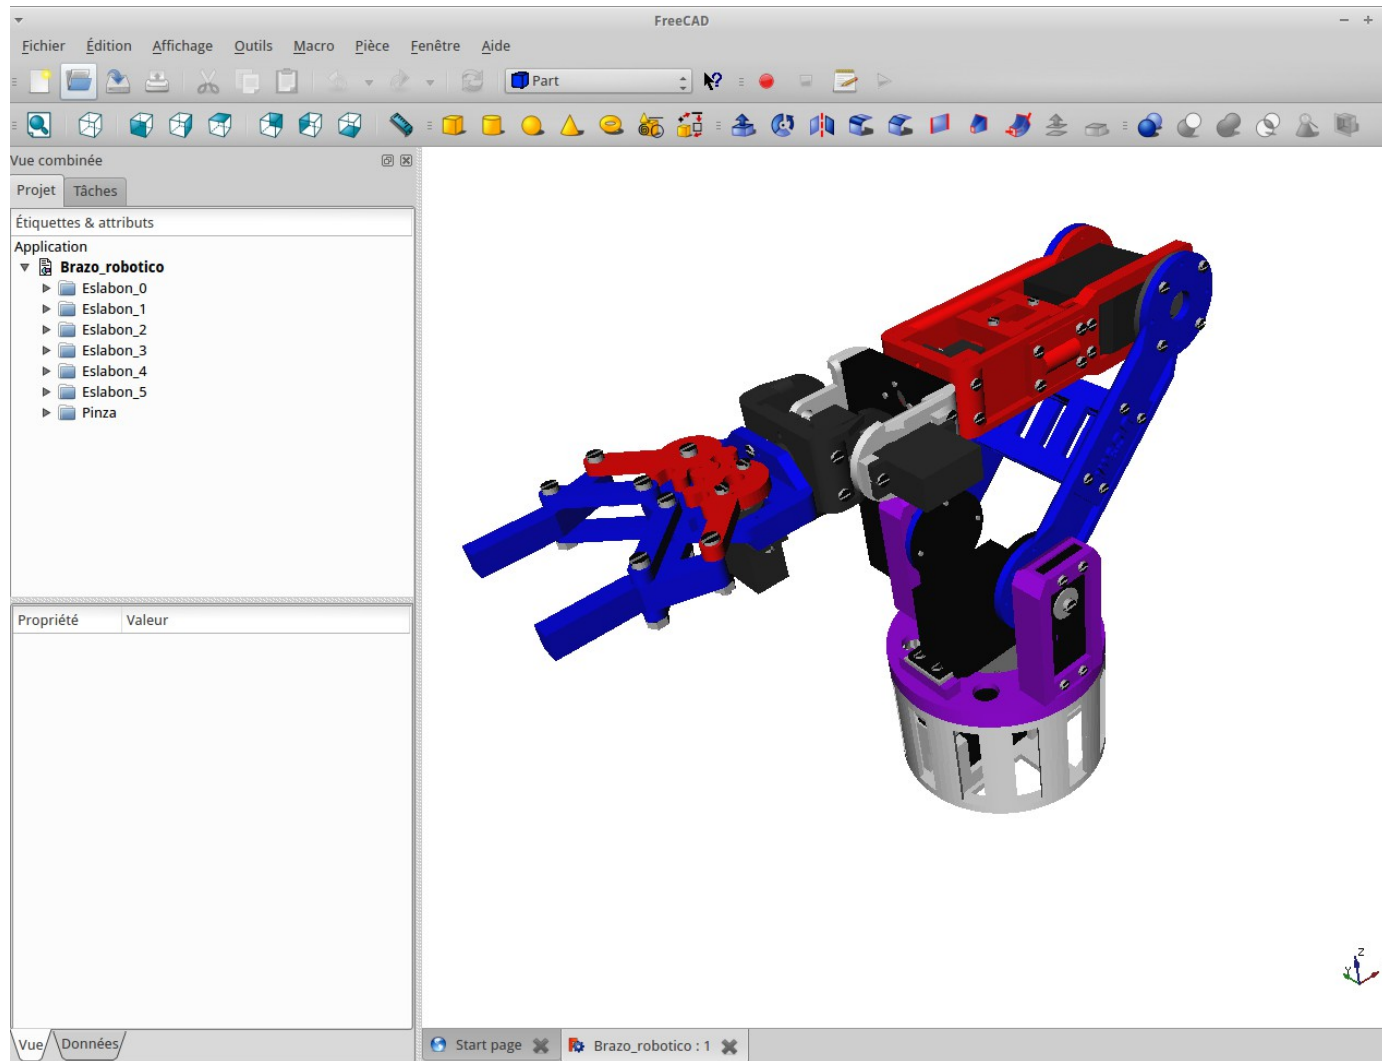 FreeCAD
Fichier Édition Affichage Outils Macro Pièce Fenêtre Aide
Part
Vue combinée
Projet Tâches
Étiquettes & attributs
Application
Brazo_robotico
Eslabon_0
Eslabon_1
Eslabon_2
Eslabon_3
Eslabon_4
Eslabon_5
Pinza
Propriété Valeur
Z
Y
Vue Données
Start page Brazo_robotico : 1